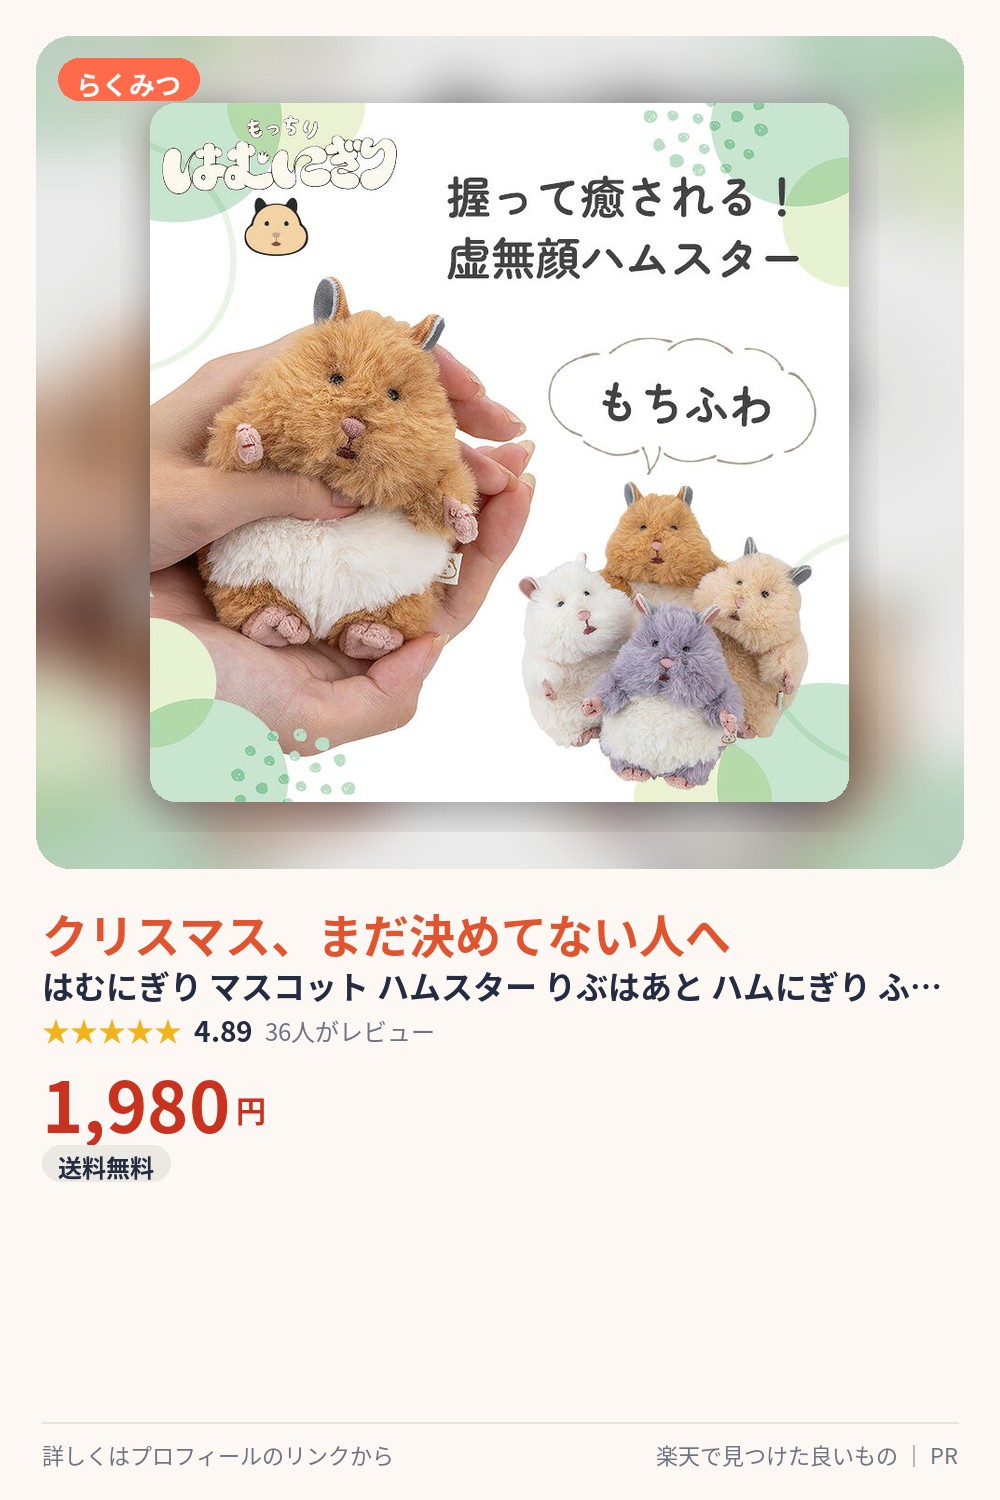 らくみつ
もっちり
はむにぎり
握って癒される！
虚無顔ハムスター
もちふわ
クリスマス、まだ決めてない人へ
はむにぎり マスコット ハムスター りぶはあと ハムにぎり ふ…
★★★★★ 4.89 36人がレビュー
1,980円
送料無料
詳しくはプロフィールのリンクから
楽天で見つけた良いもの｜PR